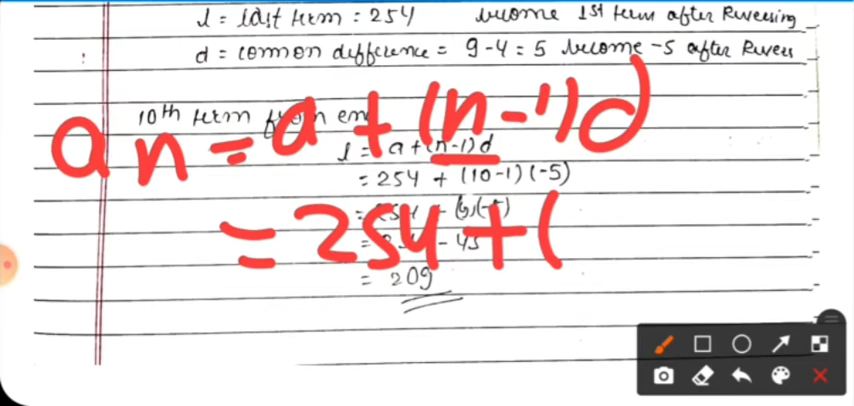 l = last term = 254 become 1st term after Reversing
d = common difference = 9-4 = 5 become -5 after Revers
10th term from end
an = a + (n-1)d
l = a+(n-1)d
= 254 + (10-1)(-5)
= 254 + (
= 209